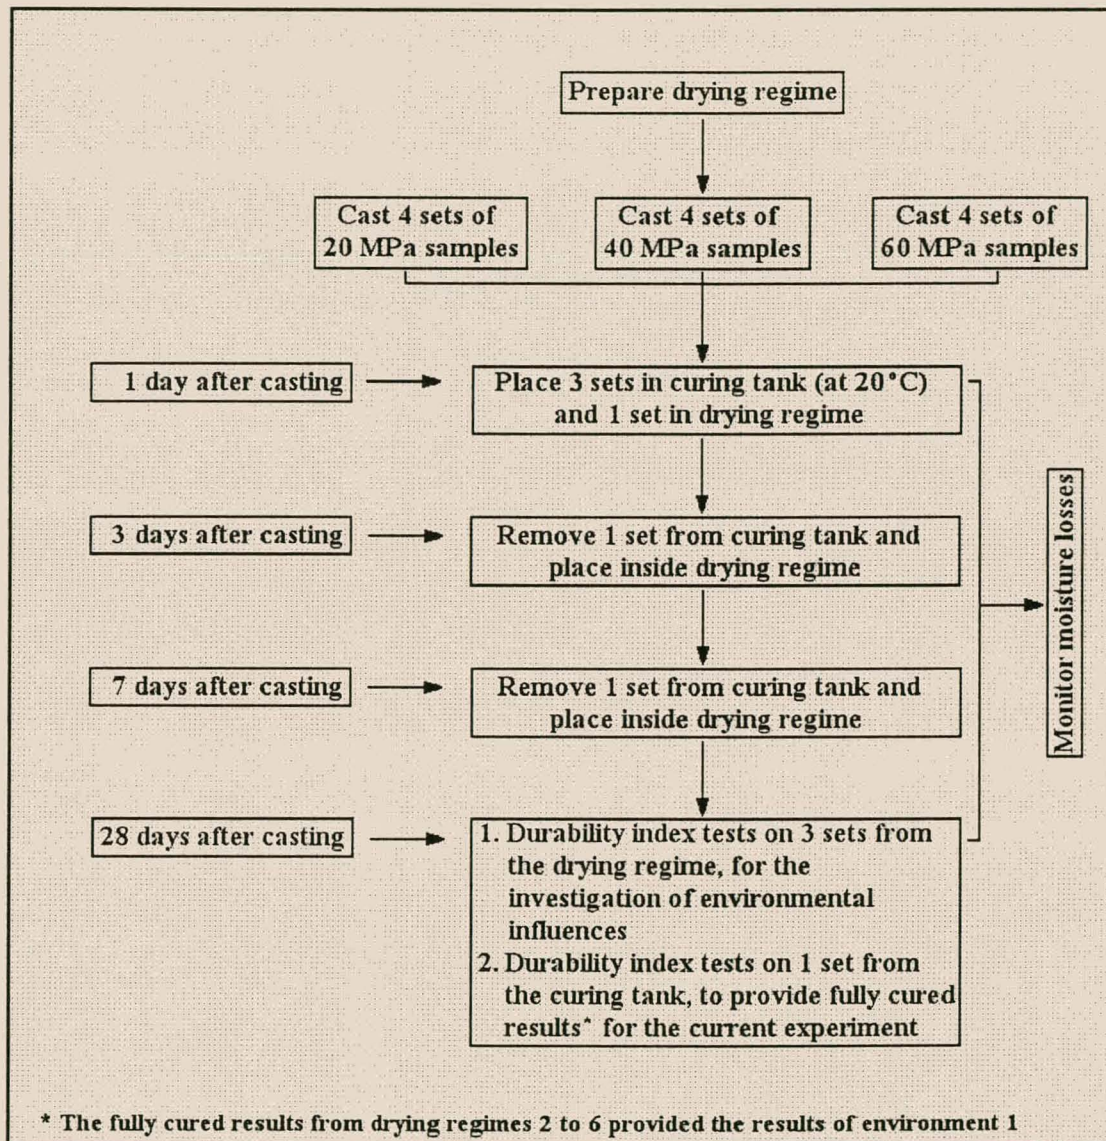 Prepare drying regime
Cast 4 sets of
20 MPa samples
Cast 4 sets of
40 MPa samples
Cast 4 sets of
60 MPa samples
1 day after casting
Place 3 sets in curing tank (at 20°C)
and 1 set in drying regime
3 days after casting
Remove 1 set from curing tank and
place inside drying regime
7 days after casting
Remove 1 set from curing tank and
place inside drying regime
Monitor moisture losses
28 days after casting
1. Durability index tests on 3 sets from
the drying regime, for the
investigation of environmental
influences
2. Durability index tests on 1 set from
the curing tank, to provide fully cured
results* for the current experiment
* The fully cured results from drying regimes 2 to 6 provided the results of environment 1